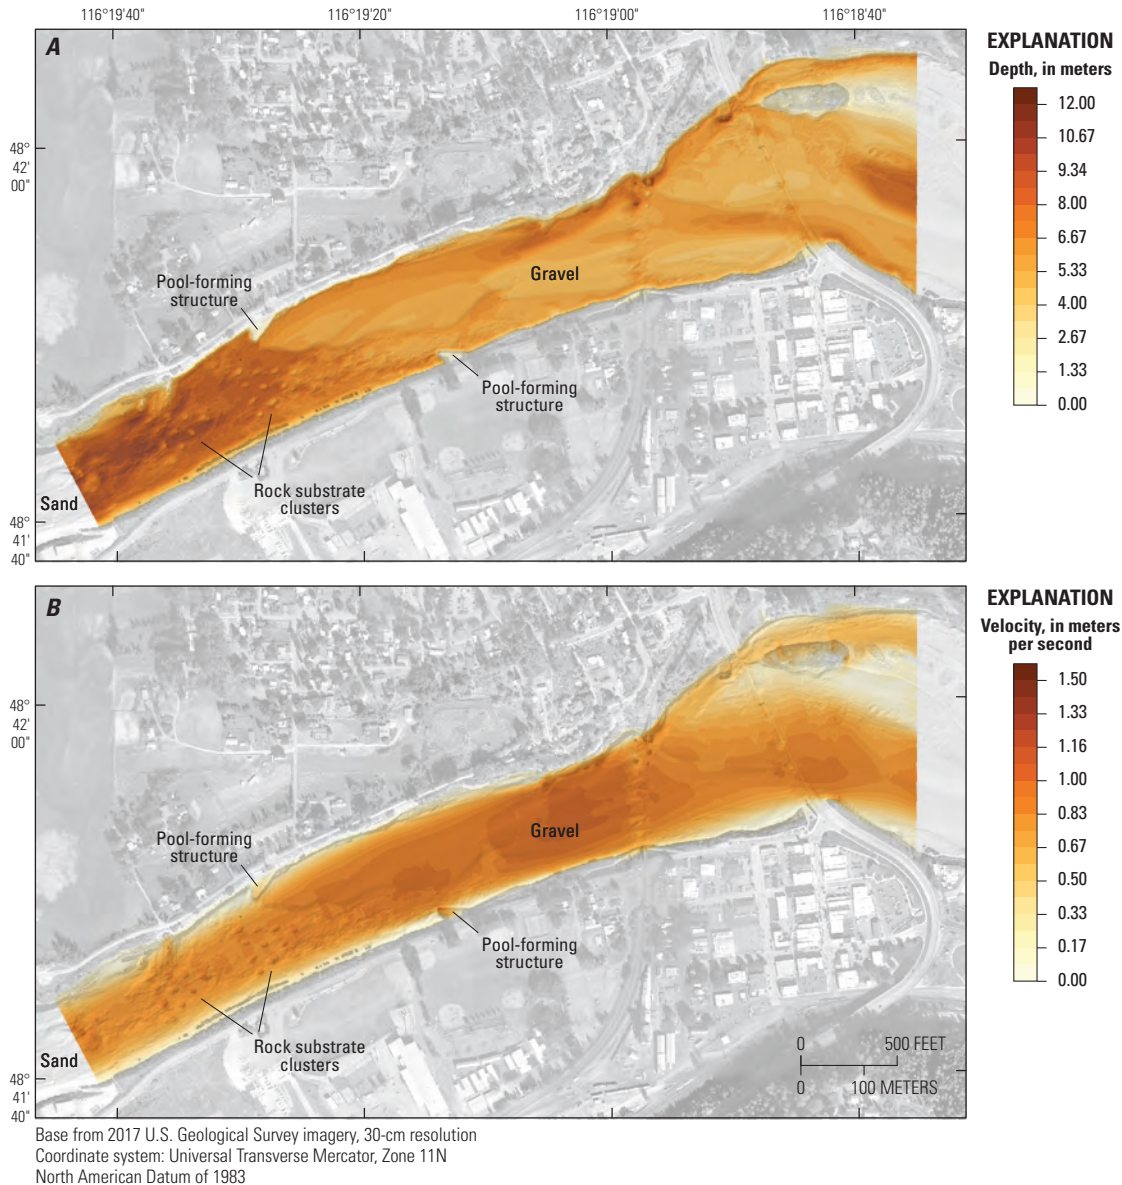 116°19'40" 116°19'20" 116°19'00" 116°18'40"
A
48°
42'
00"
Pool-forming
structure
Gravel
Pool-forming
structure
Rock substrate
clusters
Sand
48°
41'
40"
EXPLANATION
Depth, in meters
12.00
10.67
9.34
8.00
6.67
5.33
4.00
2.67
1.33
0.00
B
48°
42'
00"
Pool-forming
structure
Gravel
Pool-forming
structure
Rock substrate
clusters
Sand
48°
41'
40"
0 500 FEET
0 100 METERS
EXPLANATION
Velocity, in meters
per second
1.50
1.33
1.16
1.00
0.83
0.67
0.50
0.33
0.17
0.00
Base from 2017 U.S. Geological Survey imagery, 30-cm resolution
Coordinate system: Universal Transverse Mercator, Zone 11N
North American Datum of 1983